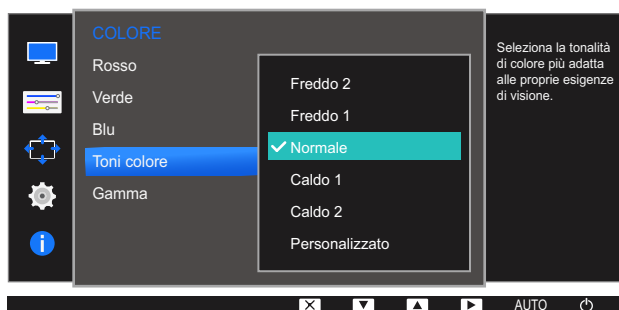 COLORE
Rosso
Verde
Blu
Toni colore
Gamma
Freddo 2
Freddo 1
Normale
Caldo 1
Caldo 2
Personalizzato
Seleziona la tonalità
di colore più adatta
alle proprie esigenze
di visione.
AUTO